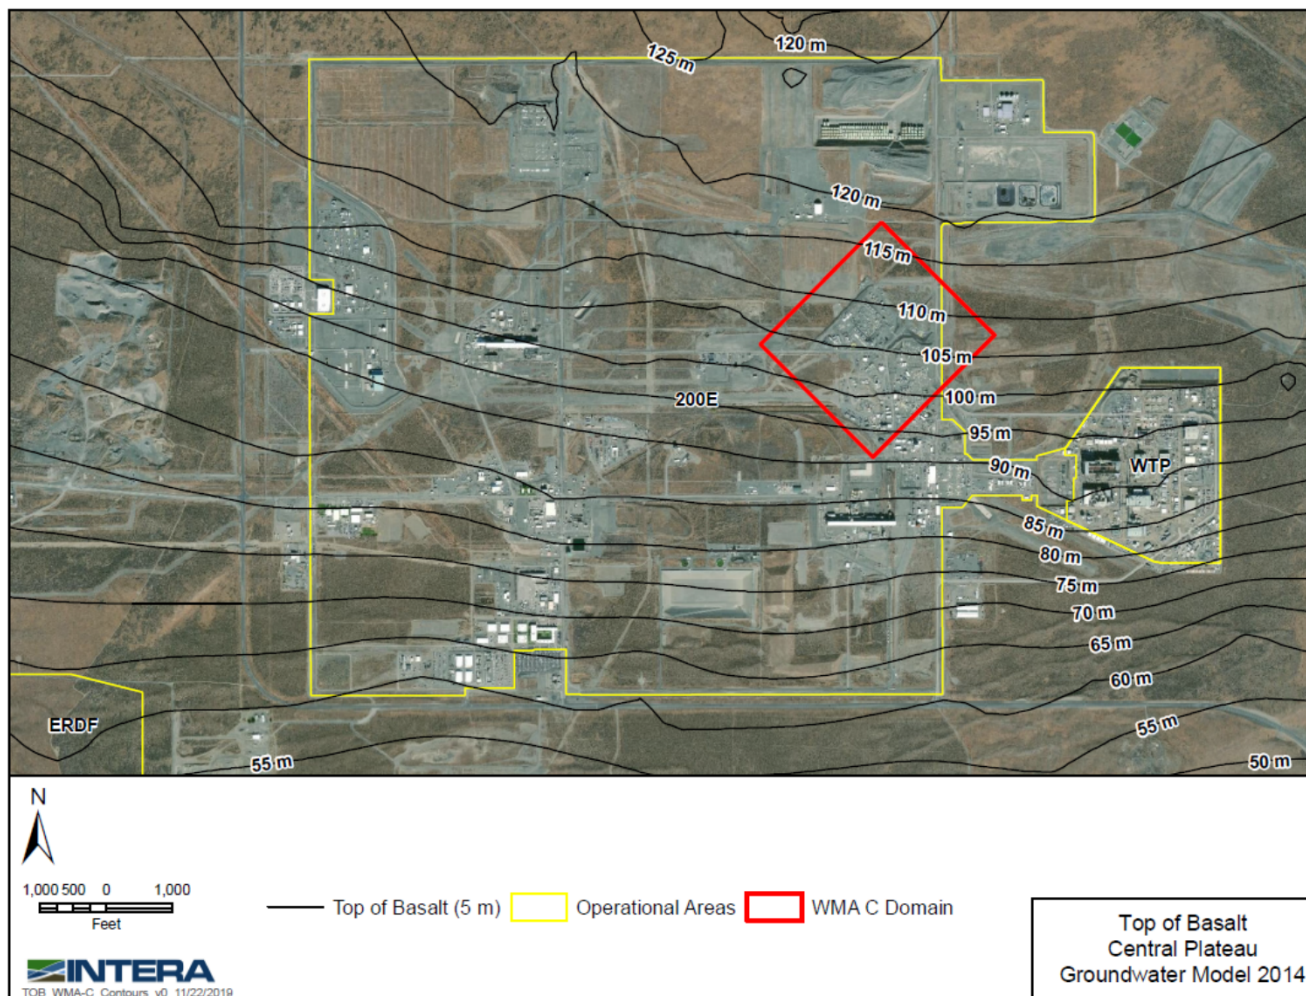 120 m
125 m
120 m
115 m
110 m
105 m
200E
100 m
95 m
90 m
WTP
85 m
80 m
75 m
70 m
65 m
60 m
ERDF
55 m
55 m
50 m
N
1,000 500 0 1,000
Feet
Top of Basalt (5 m)
Operational Areas
WMA C Domain
INTERA
TOB_WMA-C_Contours_v0_11/22/2019
Top of Basalt
Central Plateau
Groundwater Model 2014